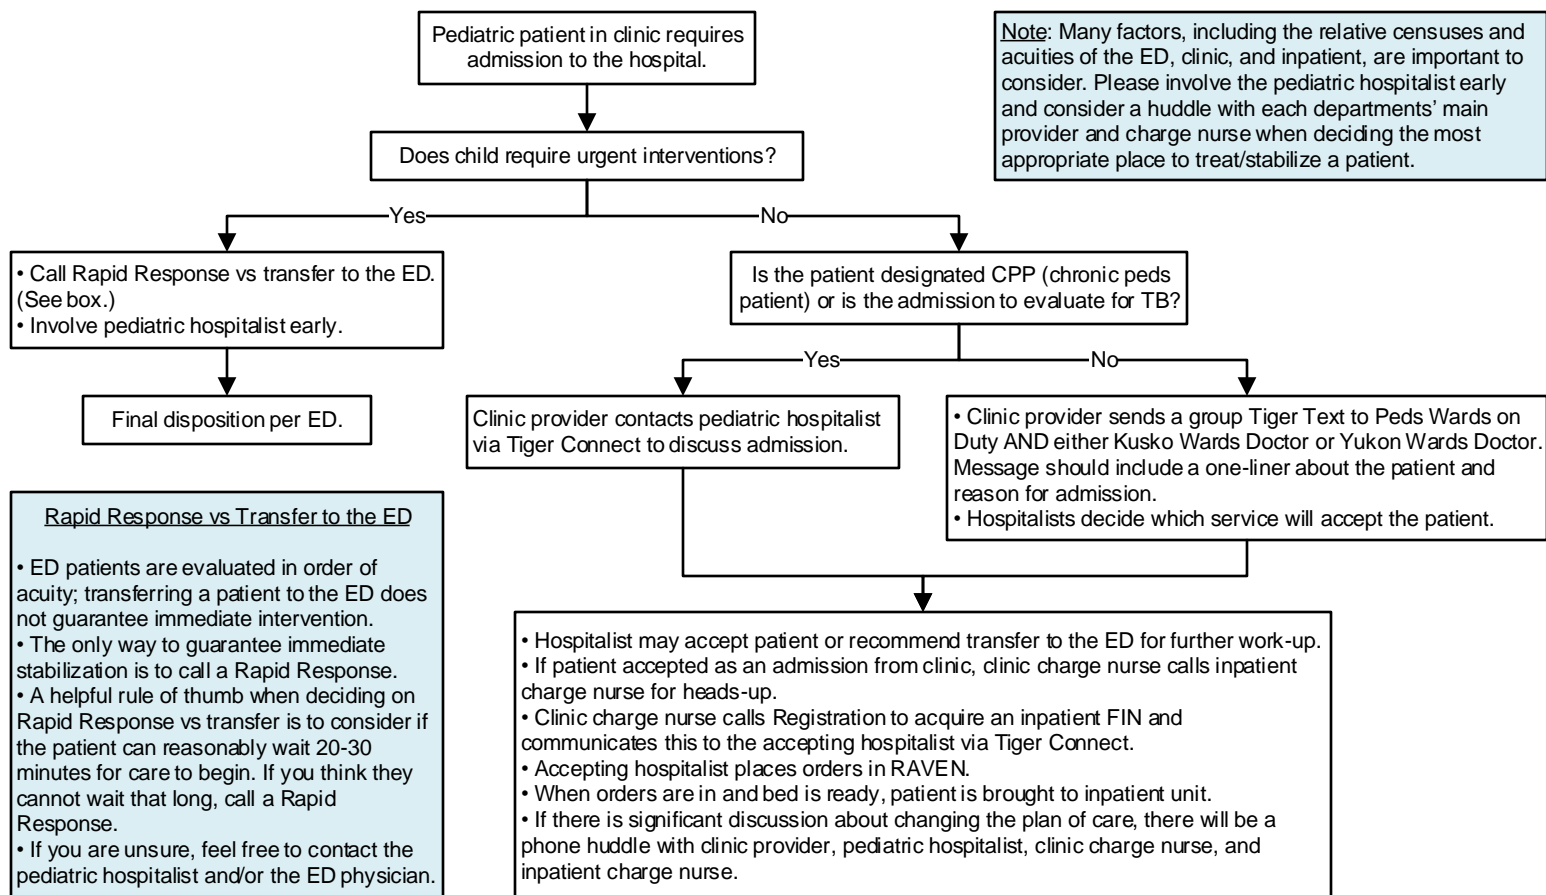 Pediatric patient in clinic requires
admission to the hospital.
Note: Many factors, including the relative censuses and
acuities of the ED, clinic, and inpatient, are important to
consider. Please involve the pediatric hospitalist early
and consider a huddle with each departments’ main
provider and charge nurse when deciding the most
appropriate place to treat/stabilize a patient.
Does child require urgent interventions?
Yes
No
• Call Rapid Response vs transfer to the ED.
(See box.)
• Involve pediatric hospitalist early.
Is the patient designated CPP (chronic peds
patient) or is the admission to evaluate for TB?
Yes
No
Final disposition per ED.
Clinic provider contacts pediatric hospitalist
via Tiger Connect to discuss admission.
• Clinic provider sends a group Tiger Text to Peds Wards on
Duty AND either Kusko Wards Doctor or Yukon Wards Doctor.
Message should include a one-liner about the patient and
reason for admission.
• Hospitalists decide which service will accept the patient.
Rapid Response vs Transfer to the ED
• ED patients are evaluated in order of
acuity; transferring a patient to the ED does
not guarantee immediate intervention.
• The only way to guarantee immediate
stabilization is to call a Rapid Response.
• A helpful rule of thumb when deciding on
Rapid Response vs transfer is to consider if
the patient can reasonably wait 20-30
minutes for care to begin. If you think they
cannot wait that long, call a Rapid
Response.
• If you are unsure, feel free to contact the
pediatric hospitalist and/or the ED physician.
• Hospitalist may accept patient or recommend transfer to the ED for further work-up.
• If patient accepted as an admission from clinic, clinic charge nurse calls inpatient
charge nurse for heads-up.
• Clinic charge nurse calls Registration to acquire an inpatient FIN and
communicates this to the accepting hospitalist via Tiger Connect.
• Accepting hospitalist places orders in RAVEN.
• When orders are in and bed is ready, patient is brought to inpatient unit.
• If there is significant discussion about changing the plan of care, there will be a
phone huddle with clinic provider, pediatric hospitalist, clinic charge nurse, and
inpatient charge nurse.